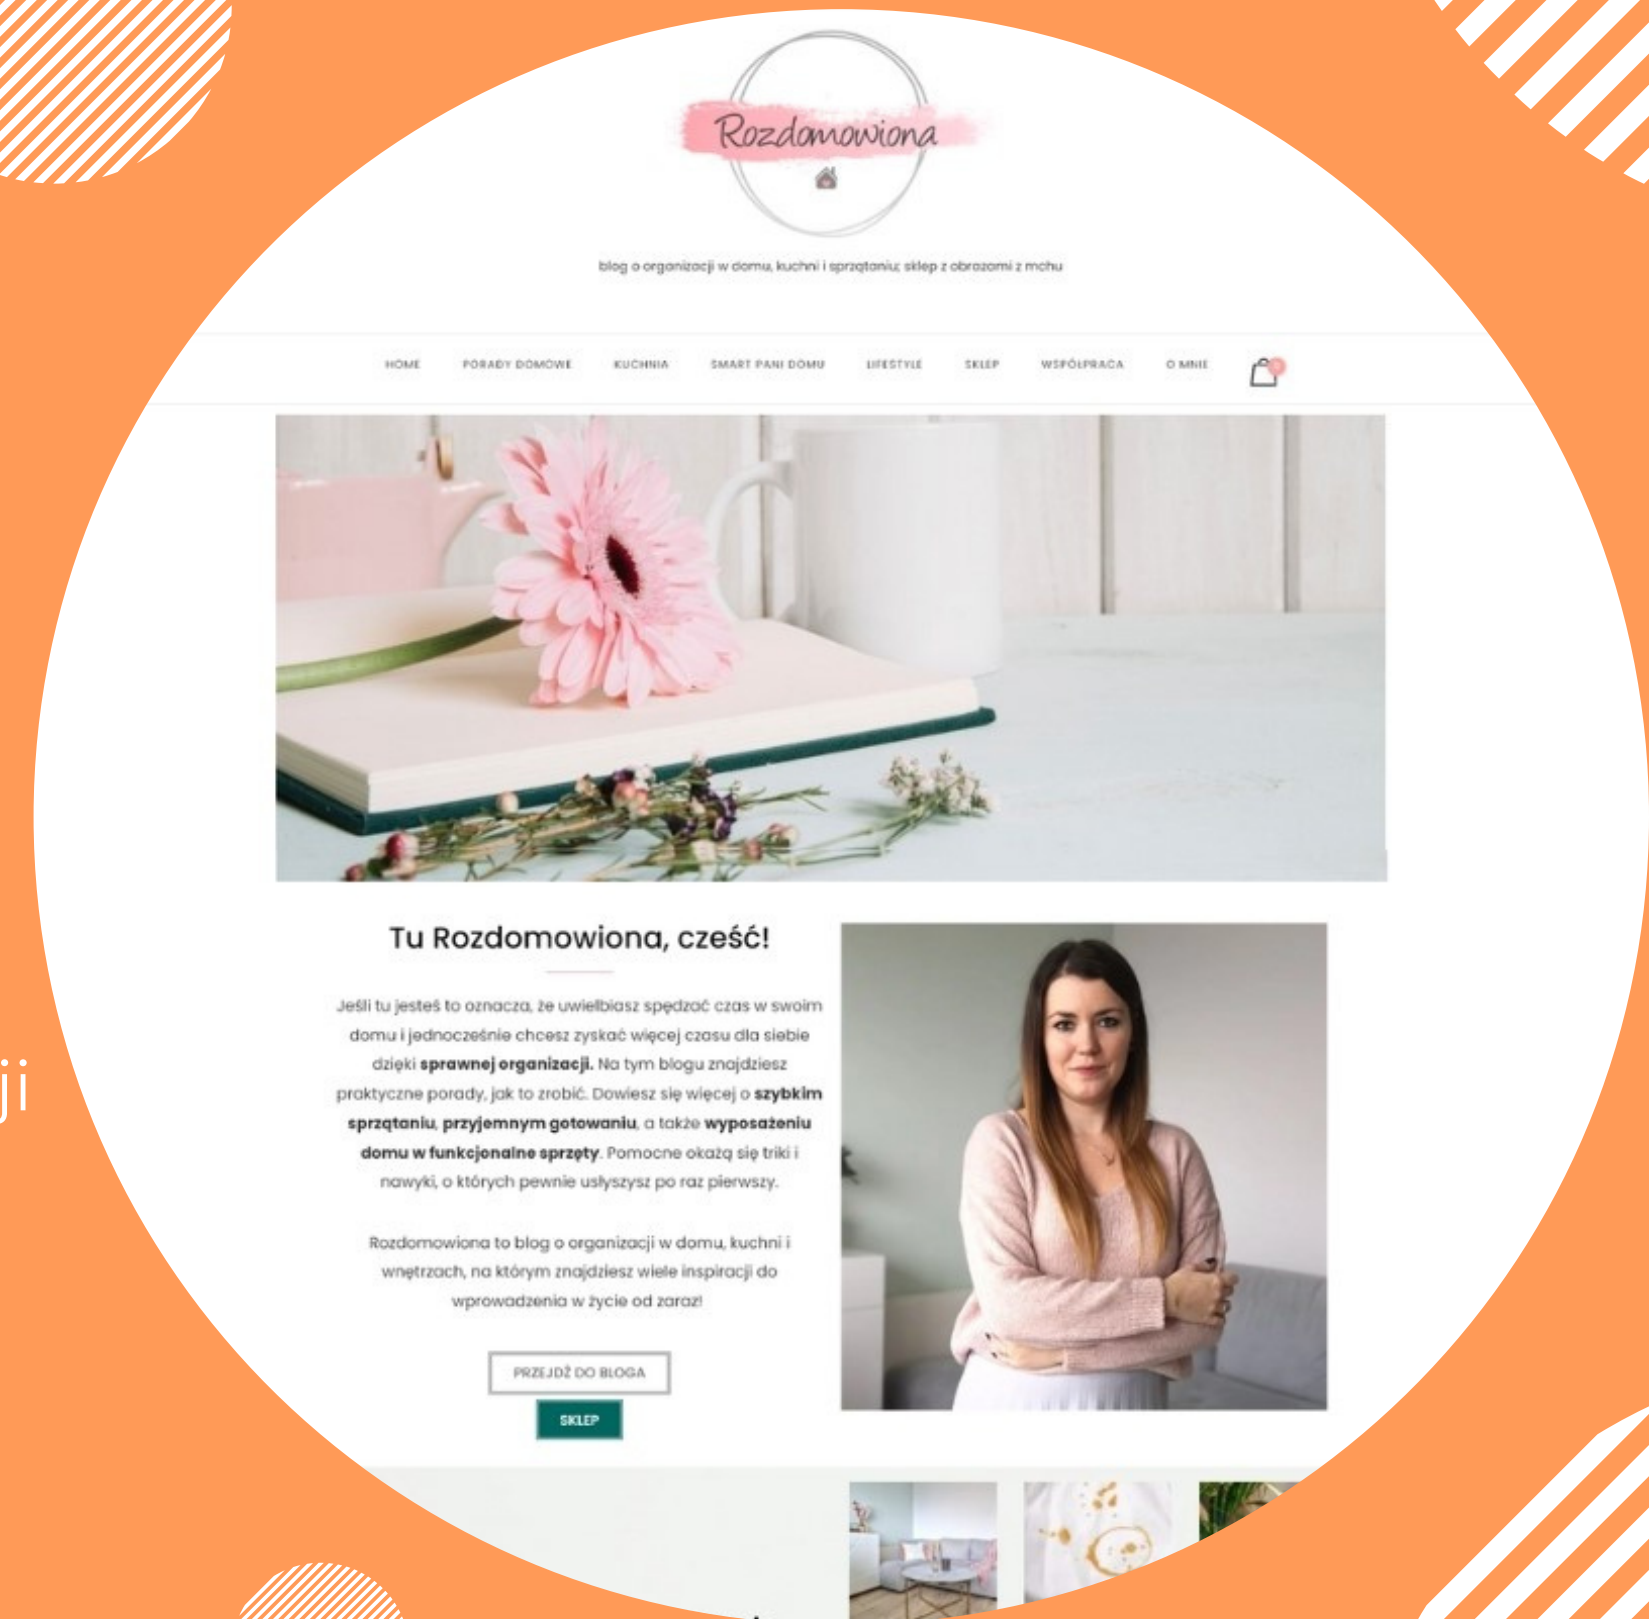 Rozdomowiona
blog o organizacji w domu, kuchni i sprzątaniu; sklep z obrazami z mchu
HOME PORADY DOMOWE KUCHNIA SMART PANI DOMU LIFESTYLE SKLEP WSPÓŁPRACA O MNIE
Tu Rozdomowiona, cześć!
Jeśli tu jesteś to oznacza, że uwielbiasz spędzać czas w swoim
domu i jednocześnie chcesz zyskać więcej czasu dla siebie
dzięki sprawnej organizacji. Na tym blogu znajdziesz
praktyczne porady, jak to zrobić. Dowiesz się więcej o szybkim
sprzątaniu, przyjemnym gotowaniu, a także wyposażeniu
domu w funkcjonalne sprzęty. Pomocne okażą się triki i
nawyki, o których pewnie usłyszysz po raz pierwszy.
ji
Rozdomowiona to blog o organizacji w domu, kuchni i
wnętrzach, na którym znajdziesz wiele inspiracji do
wprowadzenia w życie od zaraz!
PRZEJDŹ DO BLOGA
SKLEP